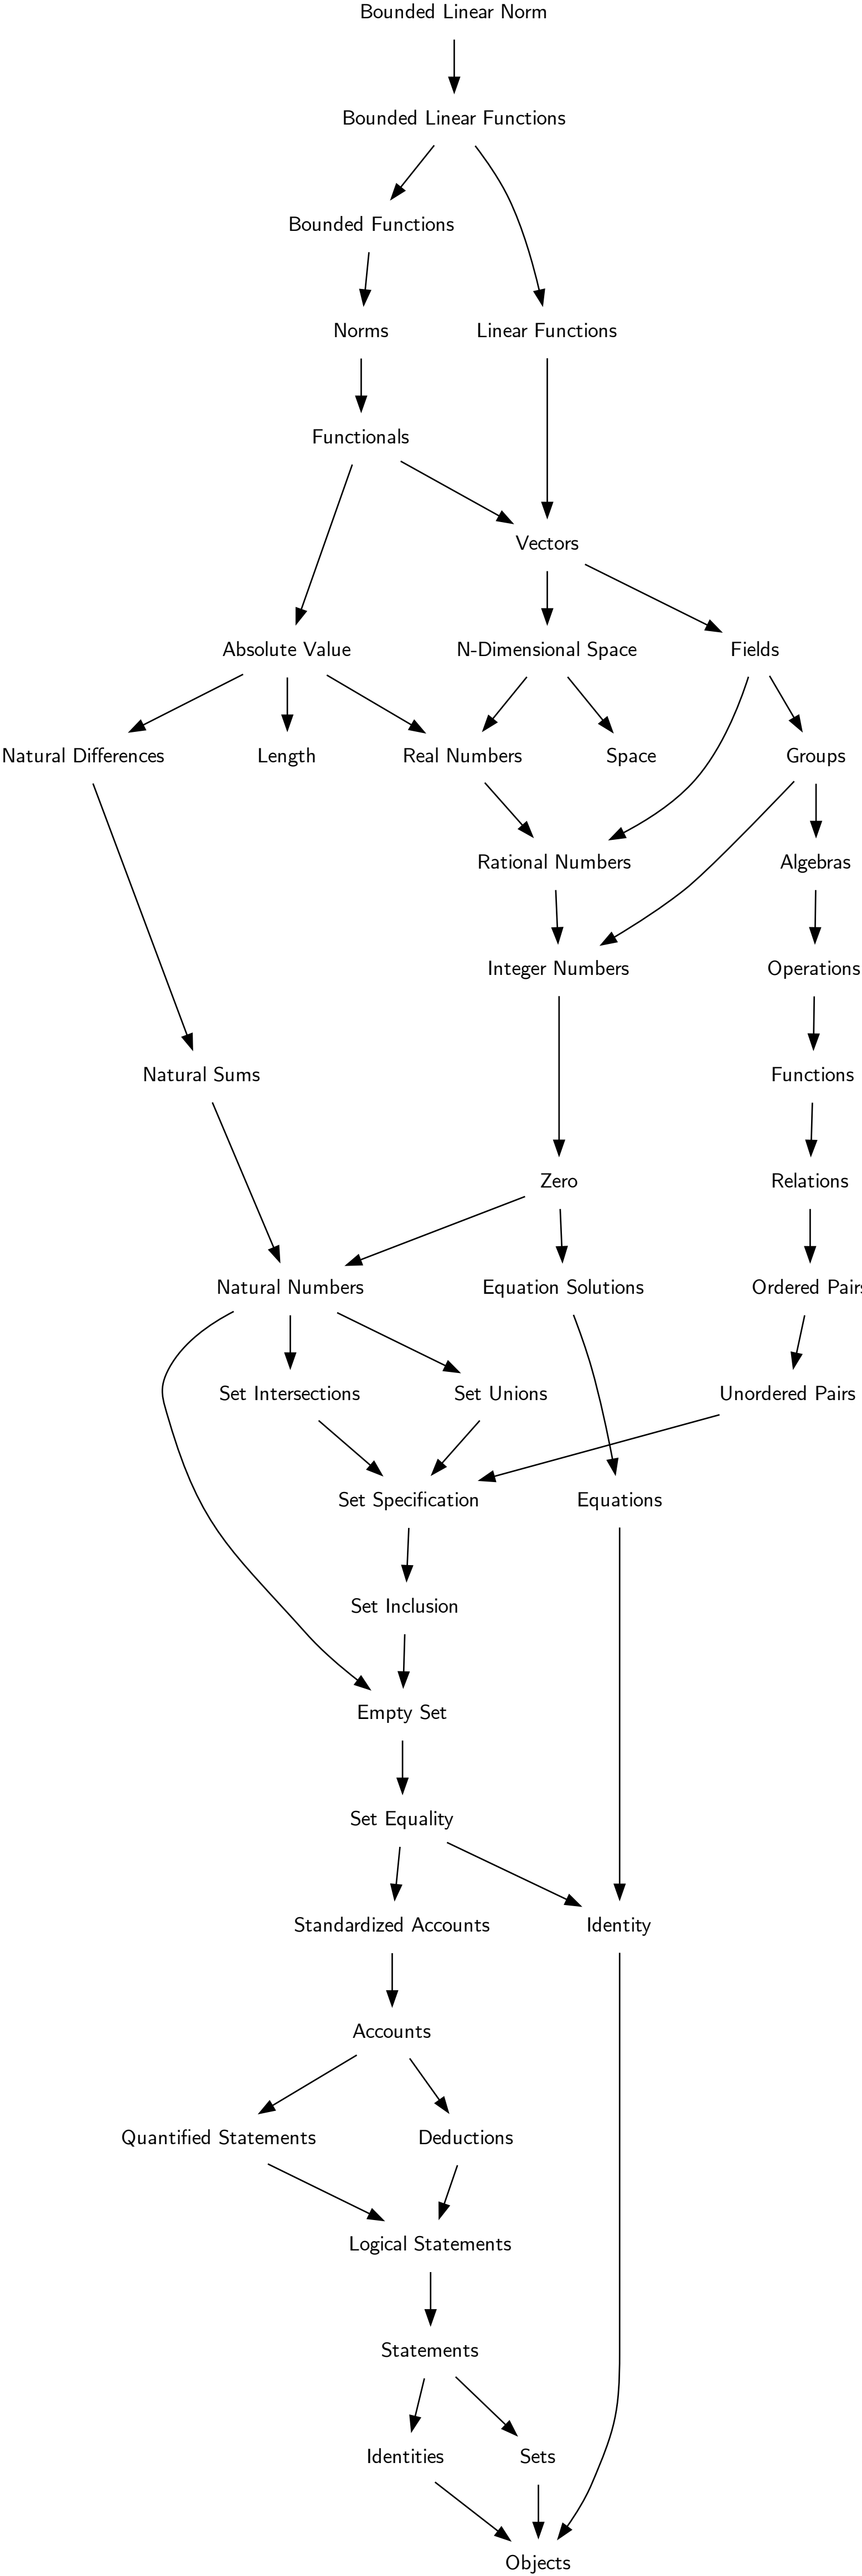 Bounded Linear Norm
Bounded Linear Functions
Bounded Functions
Norms
Linear Functions
Functionals
Vectors
Absolute Value
N-Dimensional Space
Fields
Natural Differences
Length
Real Numbers
Space
Groups
Rational Numbers
Algebras
Integer Numbers
Operations
Natural Sums
Functions
Zero
Relations
Natural Numbers
Equation Solutions
Ordered Pairs
Set Intersections
Set Unions
Unordered Pairs
Set Specification
Equations
Set Inclusion
Empty Set
Set Equality
Standardized Accounts
Identity
Accounts
Quantified Statements
Deductions
Logical Statements
Statements
Identities
Sets
Objects